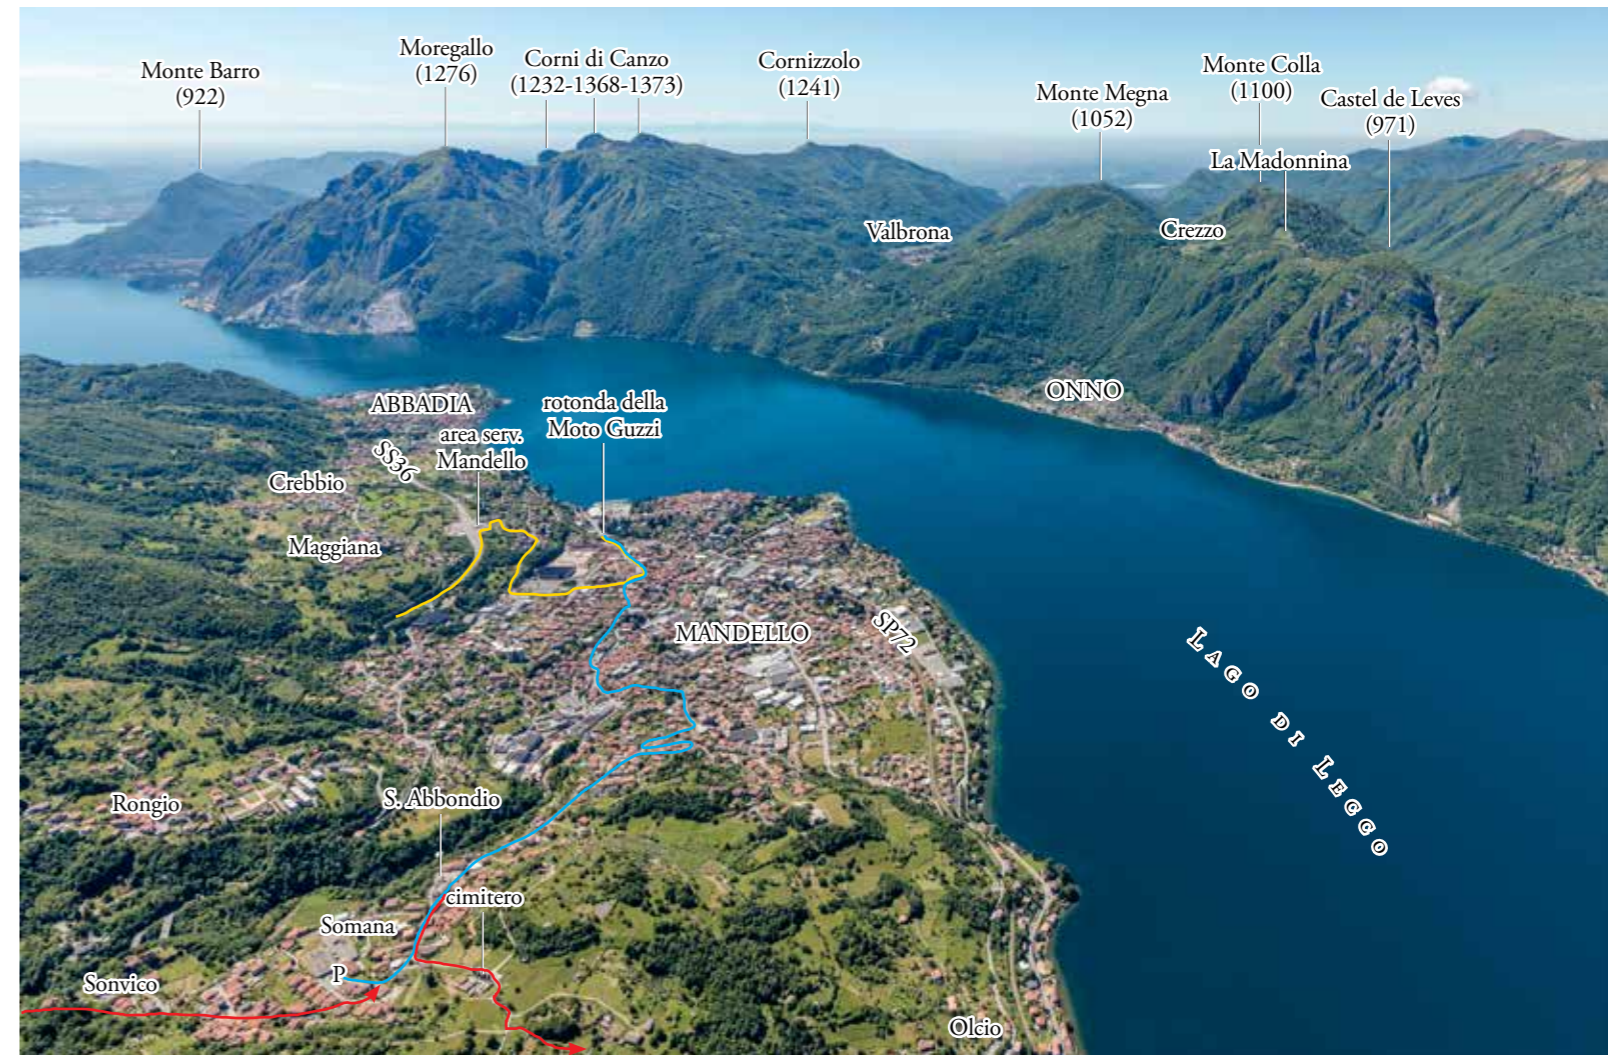 Monte Barro
(922)
Moregallo
(1276)
Corni di Canzo
(1232-1368-1373)
Cornizzolo
(1241)
Monte Megna
(1052)
Monte Colla
(1100)
Castel de Leves
(971)
La Madonnina
Valbrona
Crezzo
ONNO
ABBADIA
rotonda della
Moto Guzzi
area serv.
Mandello
SS36
Crebbio
Maggiana
MANDELLO
SP72
LAGO DI LECCO
Rongio
S. Abbondio
cimitero
Somana
P
Sonvico
Olcio